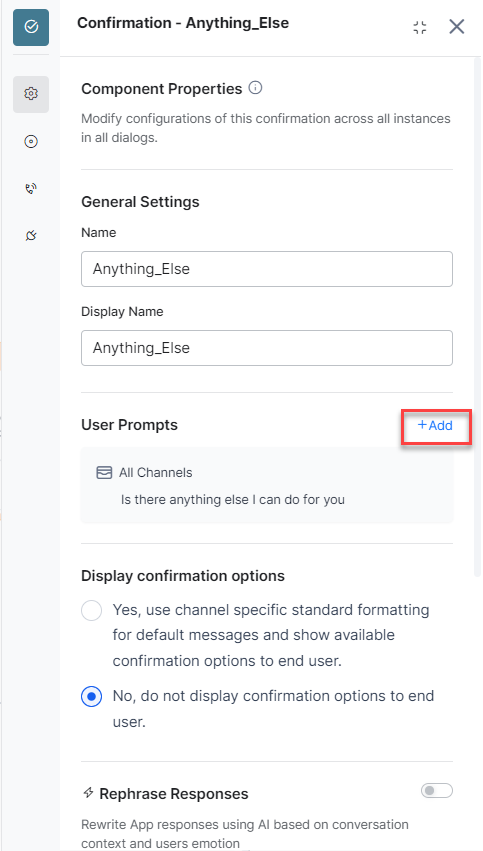 Confirmation - Anything_Else
Component Properties
Modify configurations of this confirmation across all instances
in all dialogs.
General Settings
Name
Anything_Else
Display Name
Anything_Else
User Prompts
+Add
All Channels
Is there anything else I can do for you
Display confirmation options
Yes, use channel specific standard formatting
for default messages and show available
confirmation options to end user.
No, do not display confirmation options to end
user.
Rephrase Responses
Rewrite App responses using AI based on conversation
context and users emotion